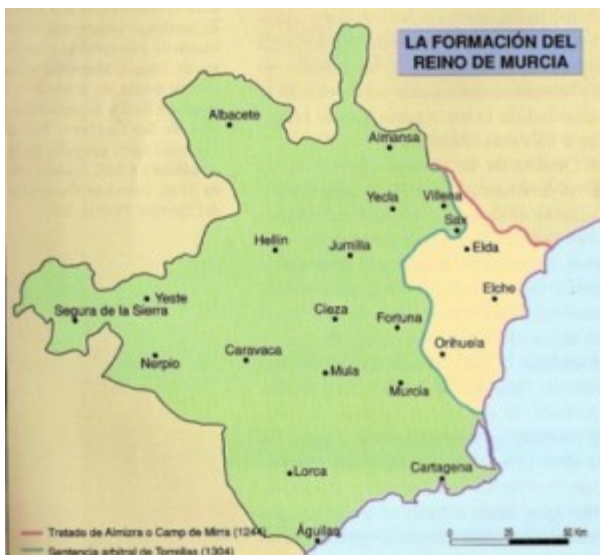 LA FORMACIÓN DEL
REINO DE MURCIA
Albacete
Almansa
Yecla
Villena
Sax
Hellín
Jumilla
Elda
Yeste
Elche
Segura de la Sierra
Cieza
Fortuna
Nerpio
Caravaca
Orihuela
Mula
Murcia
Lorca
Cartagena
Águilas
Tratado de Almizra o Camp de Mirra (1244)
Sentencia arbitral de Torrellas (1304)
0 25 50 Km